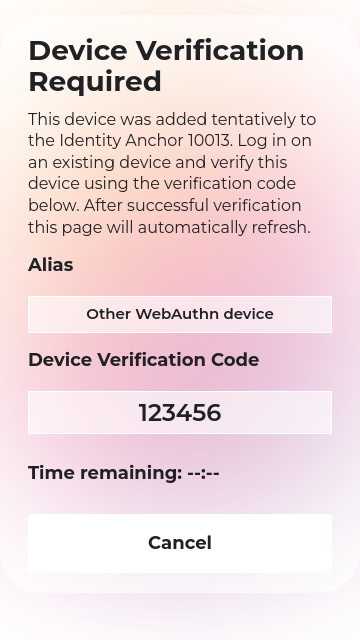 Device Verification
Required
This device was added tentatively to
the Identity Anchor 10013. Log in on
an existing device and verify this
device using the verification code
below. After successful verification
this page will automatically refresh.
Alias
Other WebAuthn device
Device Verification Code
123456
Time remaining: --:--
Cancel